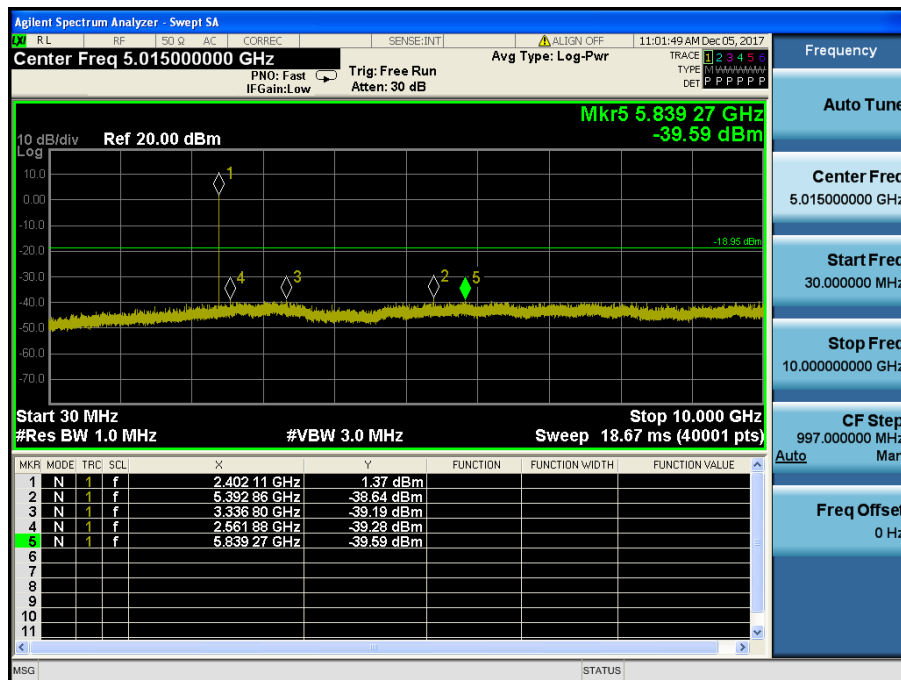 Agilent Spectrum Analyzer - Swept SA
LXI RL RF 50 Ω AC CORREC SENSE:INT ALIGN OFF 11:01:49 AM Dec 05, 2017
Center Freq 5.015000000 GHz
PNO: Fast
IFGain:Low
Trig: Free Run
Atten: 30 dB
Avg Type: Log-Pwr
TRACE 1 2 3 4 5 6
TYPE M W W W W W
DET P P P P P P
Mkr5 5.839 27 GHz
-39.59 dBm
10 dB/div Ref 20.00 dBm
Log
10.0
0.00
-10.0
-20.0
-30.0
-40.0
-50.0
-60.0
-70.0
1
4
3
2
5
-18.95 dBm
Start 30 MHz Stop 10.000 GHz
#Res BW 1.0 MHz #VBW 3.0 MHz Sweep 18.67 ms (40001 pts)
MKR MODE TRC SCL X Y FUNCTION FUNCTION WIDTH FUNCTION VALUE
1 N 1 f 2.402 11 GHz 1.37 dBm
2 N 1 f 5.392 86 GHz -38.64 dBm
3 N 1 f 3.336 80 GHz -39.19 dBm
4 N 1 f 2.561 88 GHz -39.28 dBm
5 N 1 f 5.839 27 GHz -39.59 dBm
6
7
8
9
10
11
MSG STATUS
Frequency
Auto Tune
Center Freq
5.015000000 GHz
Start Freq
30.000000 MHz
Stop Freq
10.000000000 GHz
CF Step
997.000000 MHz
Auto Man
Freq Offset
0 Hz